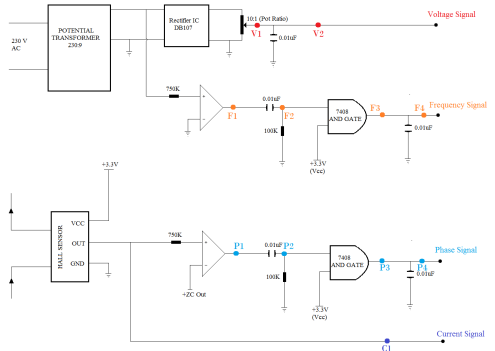 230 V
AC
POTENTIAL
TRANSFORMER
230:9
Rectifier IC
DB107
10:1 (Pot Ratio)
V1
V2
0.01uF
Voltage Signal
750K
+
-
F1
0.01uF
F2
100K
7408
AND GATE
+3.3V
(Vcc)
F3
F4
0.01uF
Frequency Signal
+3.3V
HALL SENSOR
VCC
OUT
GND
750K
+
-
+ZC Out
P1
0.01uF
P2
100K
7408
AND GATE
+3.3V
(Vcc)
P3
P4
0.01uF
Phase Signal
C1
Current Signal